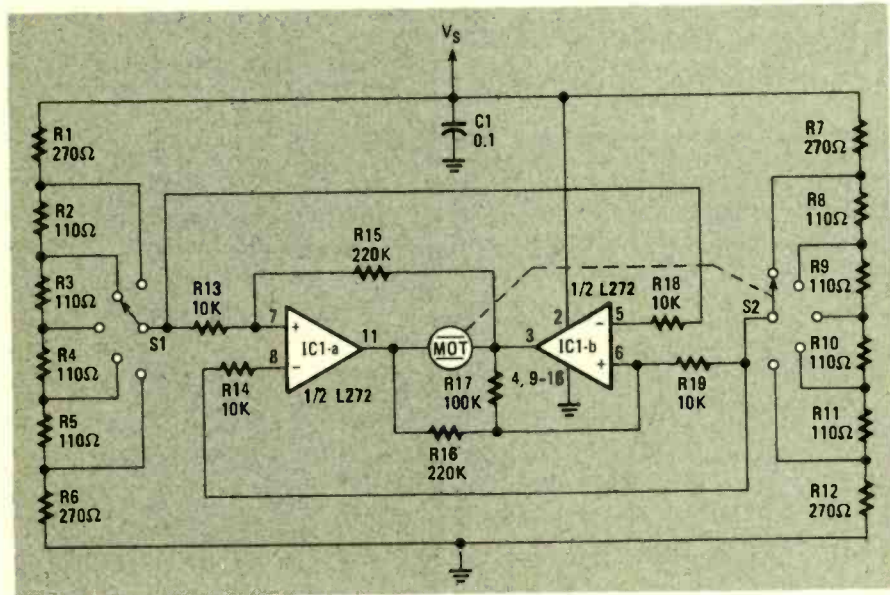 VS
C1
0.1
R1
270Ω
R2
110Ω
R3
110Ω
R4
110Ω
R5
110Ω
R6
270Ω
S1
R13
10K
R14
10K
R15
220K
7
+
8
−
IC1-a
11
1/2 L272
MOT
R17
100K
R16
220K
3
2
1/2 L272
IC1-b
−
+
5
6
4, 9-16
R18
10K
R19
10K
S2
R7
270Ω
R8
110Ω
R9
110Ω
R10
110Ω
R11
110Ω
R12
270Ω